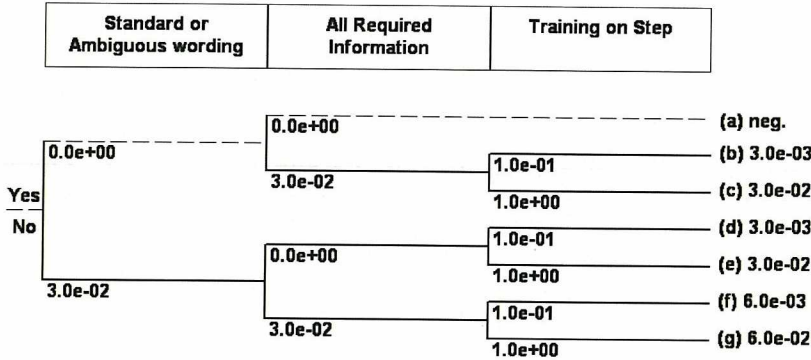 Standard or
Ambiguous wording
All Required
Information
Training on Step
0.0e+00
(a) neg.
0.0e+00
1.0e-01
(b) 3.0e-03
3.0e-02
1.0e+00
(c) 3.0e-02
Yes
No
1.0e-01
(d) 3.0e-03
0.0e+00
1.0e+00
(e) 3.0e-02
3.0e-02
1.0e-01
(f) 6.0e-03
3.0e-02
1.0e+00
(g) 6.0e-02